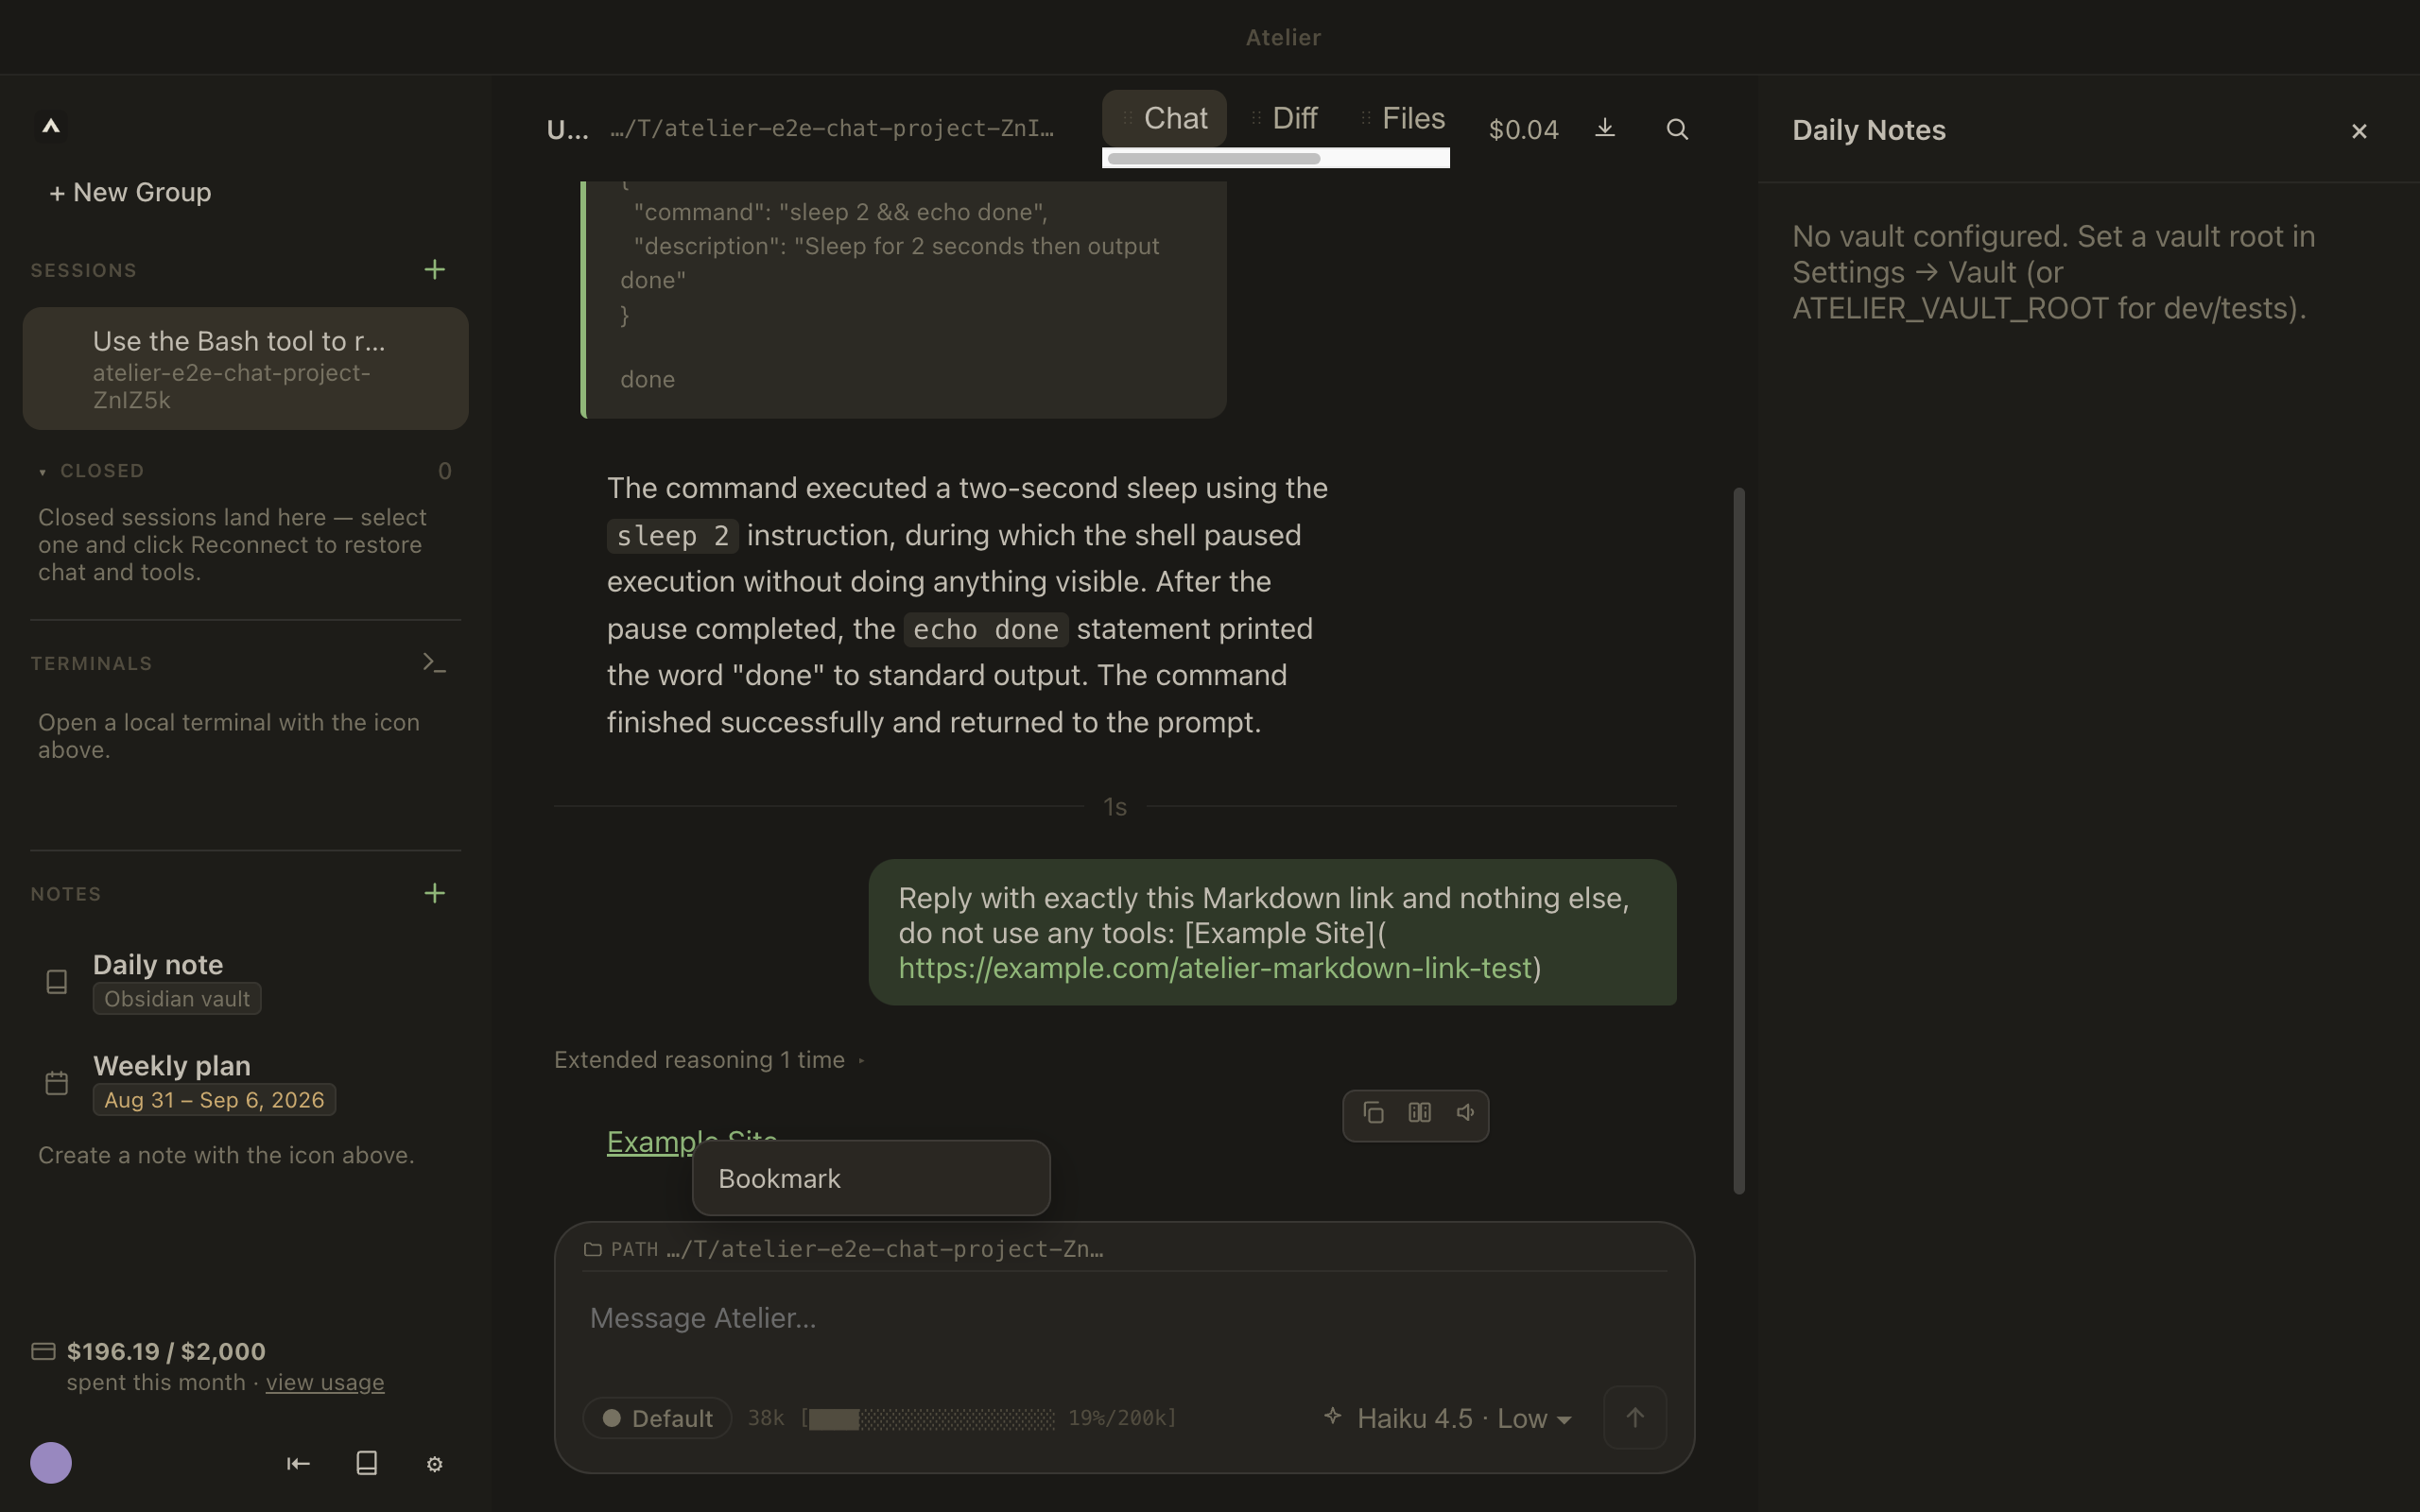 Atelier
+ New Group
SESSIONS
Use the Bash tool to r...
atelier-e2e-chat-project-
ZnIZ5k
CLOSED 0
Closed sessions land here — select
one and click Reconnect to restore
chat and tools.
TERMINALS
Open a local terminal with the icon
above.
NOTES
Daily note
Obsidian vault
Weekly plan
Aug 31 – Sep 6, 2026
Create a note with the icon above.
$196.19 / $2,000
spent this month · view usage
U... …/T/atelier-e2e-chat-project-ZnI…
Chat Diff Files $0.04
{
"command": "sleep 2 && echo done",
"description": "Sleep for 2 seconds then output
done"
}
done
The command executed a two-second sleep using the
sleep 2 instruction, during which the shell paused
execution without doing anything visible. After the
pause completed, the echo done statement printed
the word "done" to standard output. The command
finished successfully and returned to the prompt.
1s
Reply with exactly this Markdown link and nothing else,
do not use any tools: [Example Site](
https://example.com/atelier-markdown-link-test)
Extended reasoning 1 time
Example Site
Bookmark
PATH …/T/atelier-e2e-chat-project-Zn…
Message Atelier...
Default 38k [ 19%/200k] Haiku 4.5 · Low
Daily Notes
No vault configured. Set a vault root in
Settings → Vault (or
ATELIER_VAULT_ROOT for dev/tests).